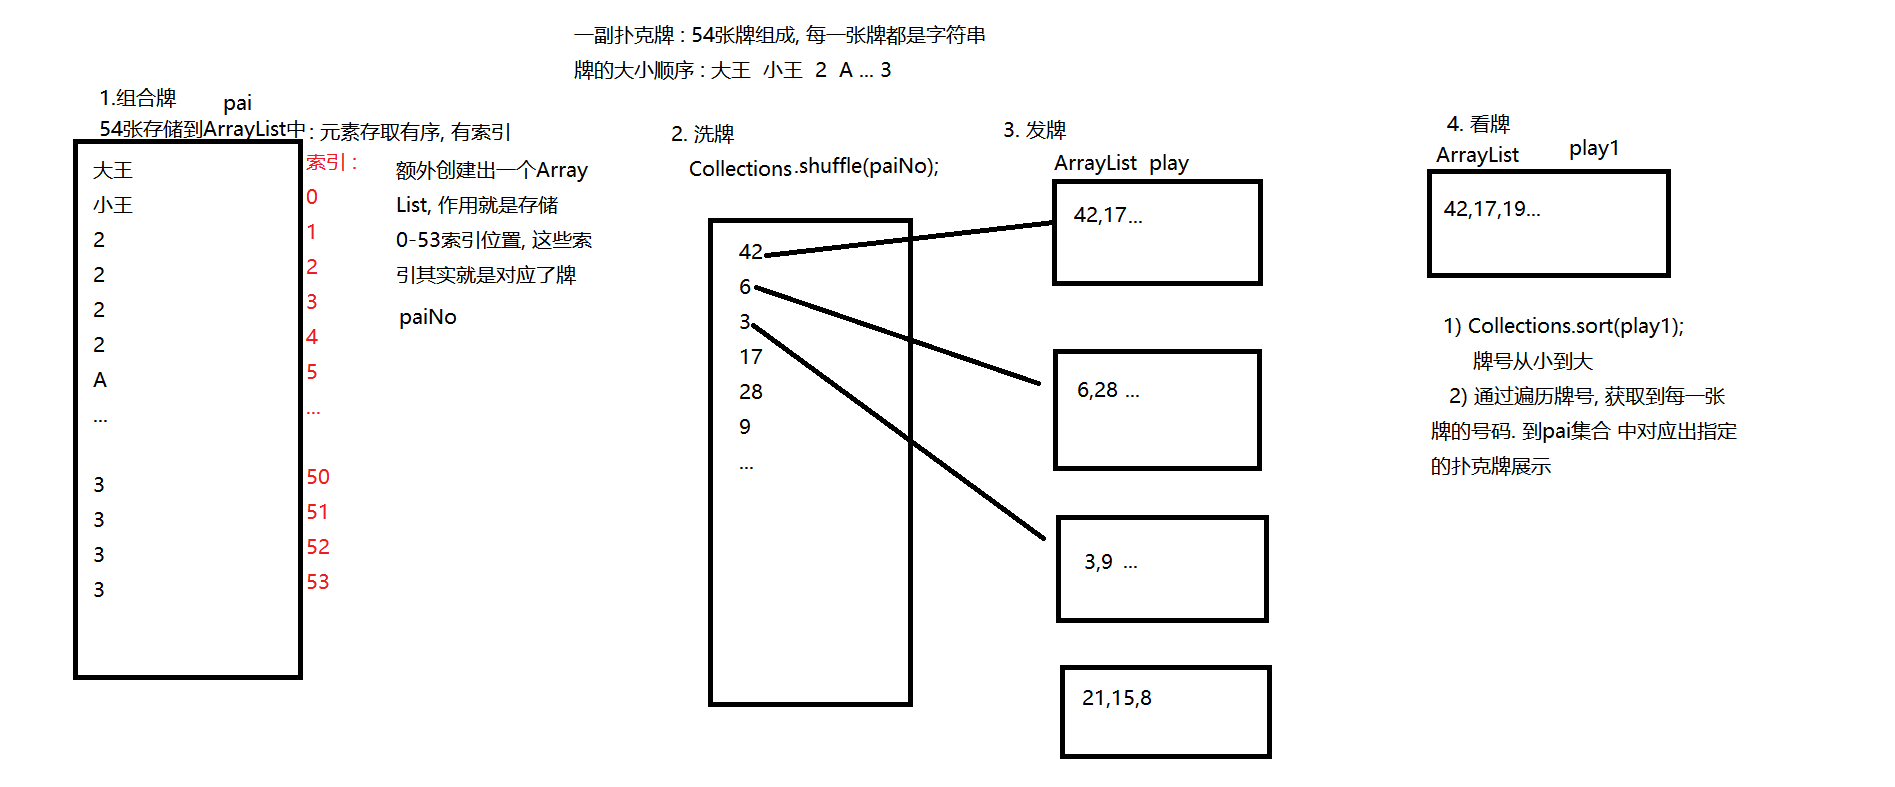 一副扑克牌 : 54张牌组成, 每一张牌都是字符串
牌的大小顺序 : 大王 小王 2 A ... 3
1.组合牌 pai
54张存储到ArrayList中 : 元素存取有序, 有索引
大王
小王
2
2
2
2
A
...
3
3
3
3
索引 :
0
1
2
3
4
5
...
50
51
52
53
额外创建出一个Array
List, 作用就是存储
0-53索引位置, 这些索
引其实就是对应了牌
paiNo
2. 洗牌
Collections.shuffle(paiNo);
42
6
3
17
28
9
...
3. 发牌
ArrayList play
42,17...
6,28 ...
3,9 ...
21,15,8
4. 看牌
ArrayList play1
42,17,19...
1) Collections.sort(play1);
牌号从小到大
2) 通过遍历牌号, 获取到每一张
牌的号码. 到pai集合 中对应出指定
的扑克牌展示